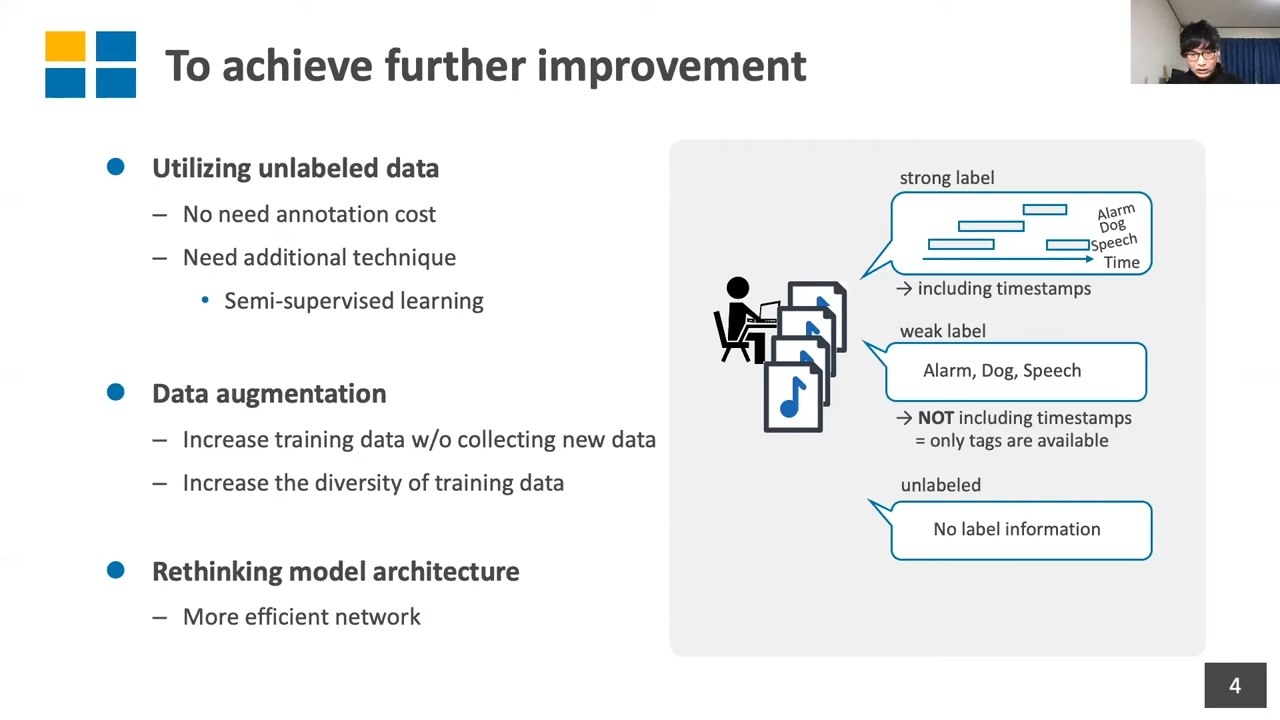 To achieve further improvement
Utilizing unlabeled data
– No need annotation cost
– Need additional technique
• Semi-supervised learning
Data augmentation
– Increase training data w/o collecting new data
– Increase the diversity of training data
Rethinking model architecture
– More efficient network
strong label
Alarm
Dog
Speech
Time
→ including timestamps
weak label
Alarm, Dog, Speech
→ NOT including timestamps
= only tags are available
unlabeled
No label information
4